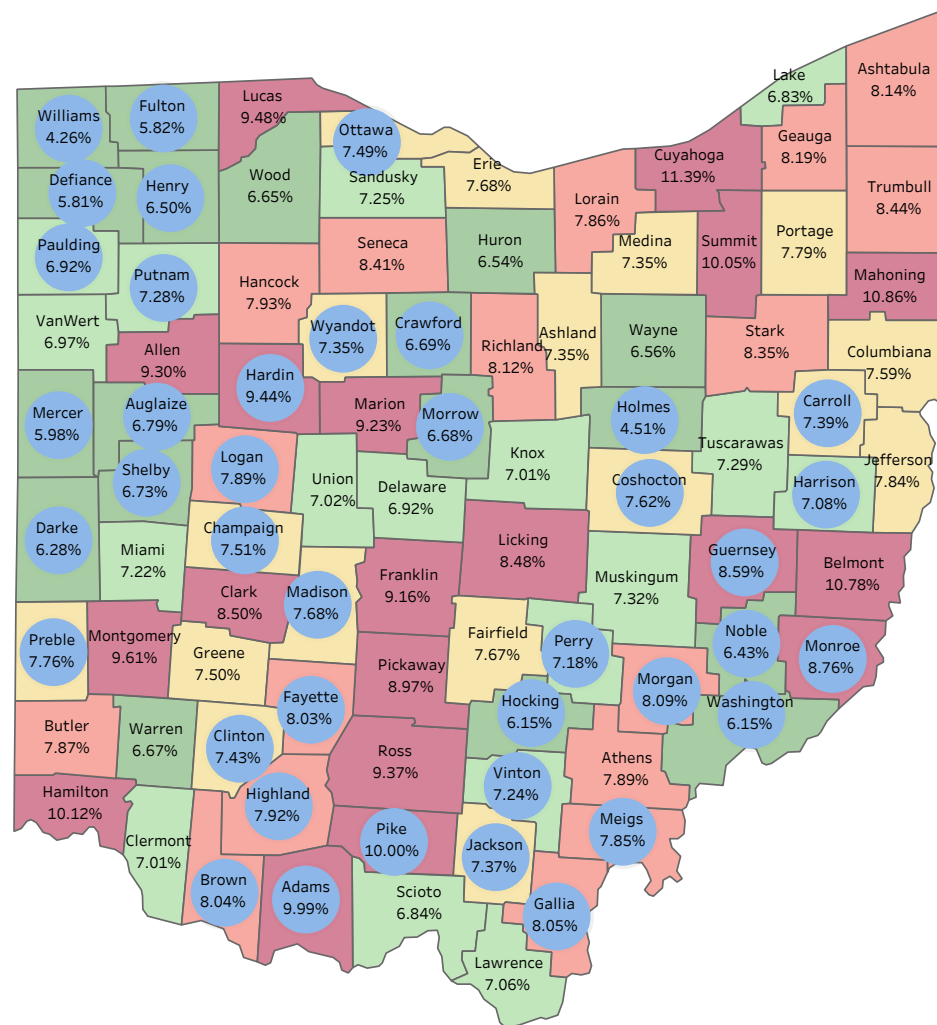 Lake
6.83%
Ashtabula
8.14%
Williams
4.26%
Fulton
5.82%
Lucas
9.48%
Ottawa
7.49%
Geauga
8.19%
Cuyahoga
11.39%
Erie
7.68%
Defiance
5.81%
Henry
6.50%
Wood
6.65%
Sandusky
7.25%
Lorain
7.86%
Trumbull
8.44%
Paulding
6.92%
Seneca
8.41%
Huron
6.54%
Medina
7.35%
Summit
10.05%
Portage
7.79%
Putnam
7.28%
Hancock
7.93%
Mahoning
10.86%
VanWert
6.97%
Wyandot
7.35%
Crawford
6.69%
Richland
8.12%
Ashland
7.35%
Wayne
6.56%
Stark
8.35%
Columbiana
7.59%
Allen
9.30%
Hardin
9.44%
Marion
9.23%
Morrow
6.68%
Holmes
4.51%
Carroll
7.39%
Mercer
5.98%
Auglaize
6.79%
Tuscarawas
7.29%
Knox
7.01%
Logan
7.89%
Shelby
6.73%
Union
7.02%
Delaware
6.92%
Coshocton
7.62%
Harrison
7.08%
Jefferson
7.84%
Darke
6.28%
Miami
7.22%
Champaign
7.51%
Licking
8.48%
Guernsey
8.59%
Belmont
10.78%
Clark
8.50%
Madison
7.68%
Franklin
9.16%
Muskingum
7.32%
Preble
7.76%
Montgomery
9.61%
Greene
7.50%
Pickaway
8.97%
Fairfield
7.67%
Perry
7.18%
Noble
6.43%
Monroe
8.76%
Morgan
8.09%
Fayette
8.03%
Hocking
6.15%
Washington
6.15%
Butler
7.87%
Warren
6.67%
Clinton
7.43%
Ross
9.37%
Athens
7.89%
Vinton
7.24%
Hamilton
10.12%
Highland
7.92%
Pike
10.00%
Meigs
7.85%
Clermont
7.01%
Jackson
7.37%
Brown
8.04%
Adams
9.99%
Scioto
6.84%
Gallia
8.05%
Lawrence
7.06%